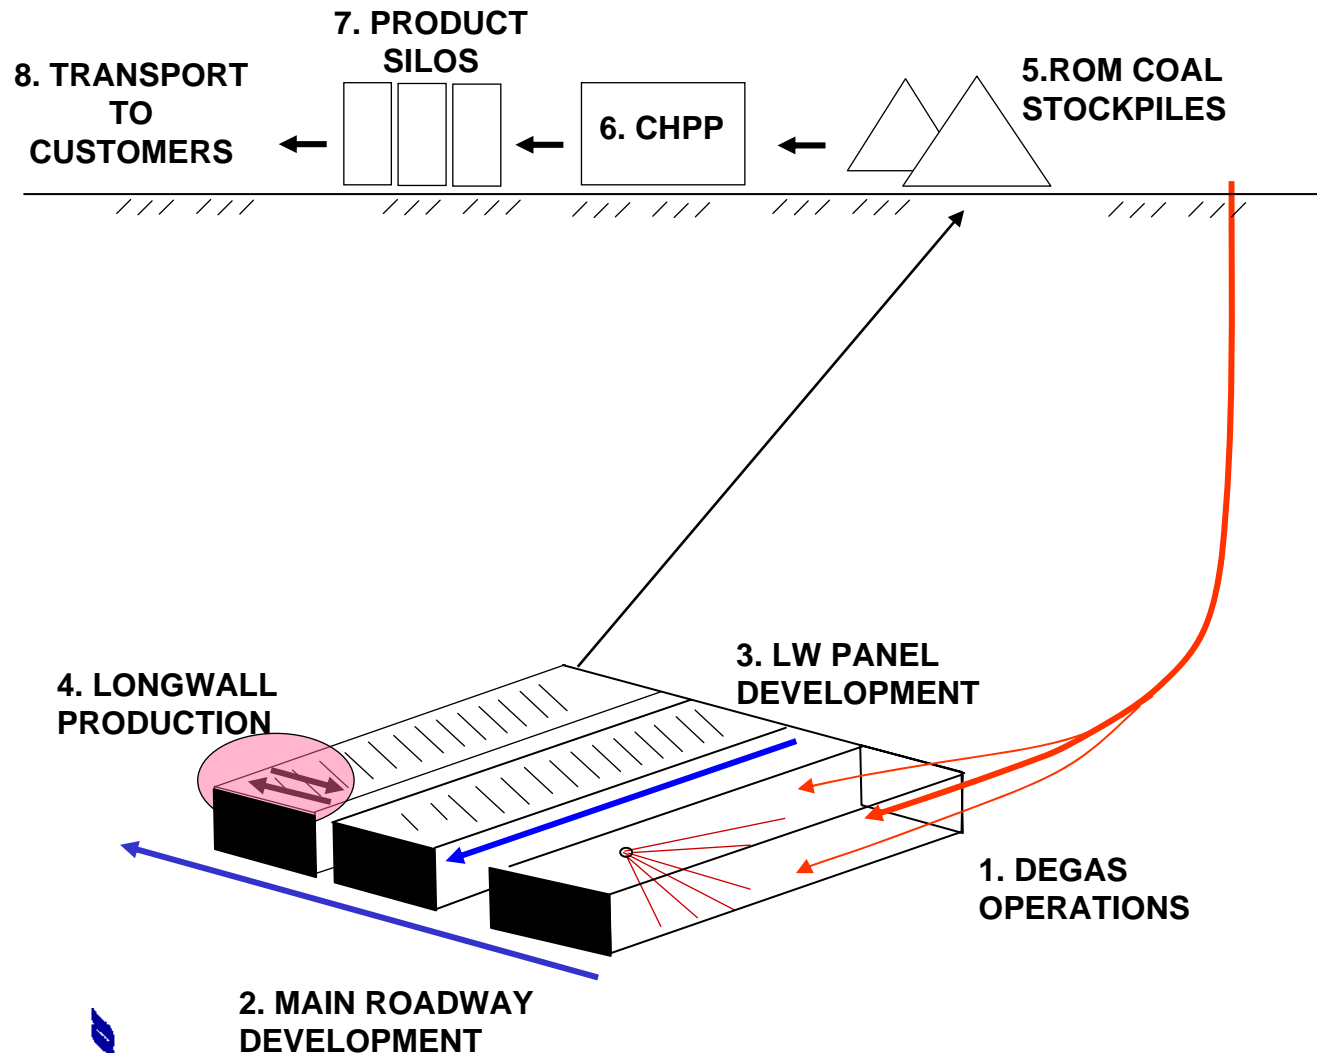 7. PRODUCT
SILOS
8. TRANSPORT
TO
CUSTOMERS
6. CHPP
5.ROM COAL
STOCKPILES
3. LW PANEL
DEVELOPMENT
4. LONGWALL
PRODUCTION
1. DEGAS
OPERATIONS
2. MAIN ROADWAY
DEVELOPMENT